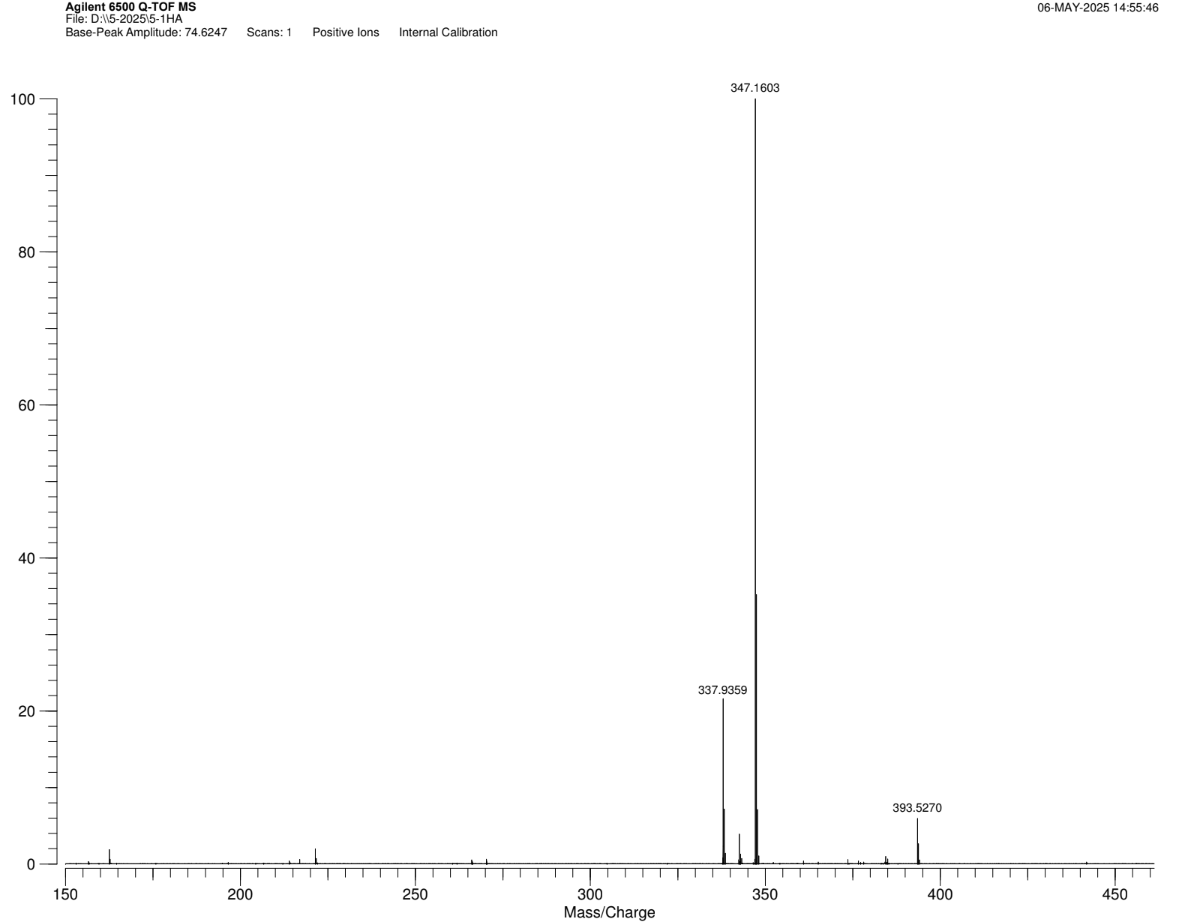 Agilent 6500 Q-TOF MS
File: D:\\5-2025\5-1HA
Base-Peak Amplitude: 74.6247 Scans: 1 Positive Ions Internal Calibration
06-MAY-2025 14:55:46
347.1603
100
80
60
40
337.9359
20
393.5270
0
150 200 250 300 350 400 450
Mass/Charge